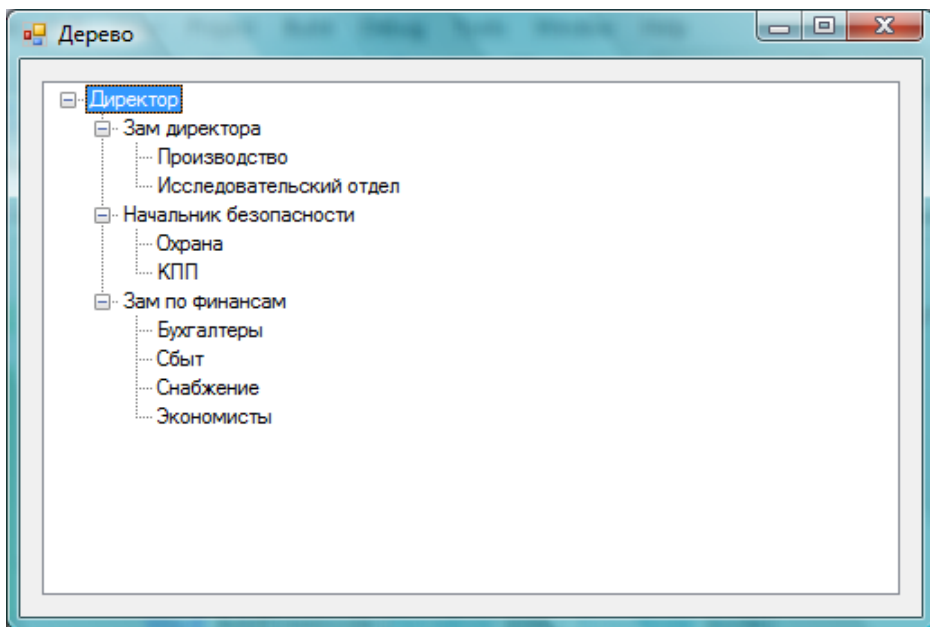 Дерево
Директор
Зам директора
Производство
Исследовательский отдел
Начальник безопасности
Охрана
КПП
Зам по финансам
Бухгалтеры
Сбыт
Снабжение
Экономисты